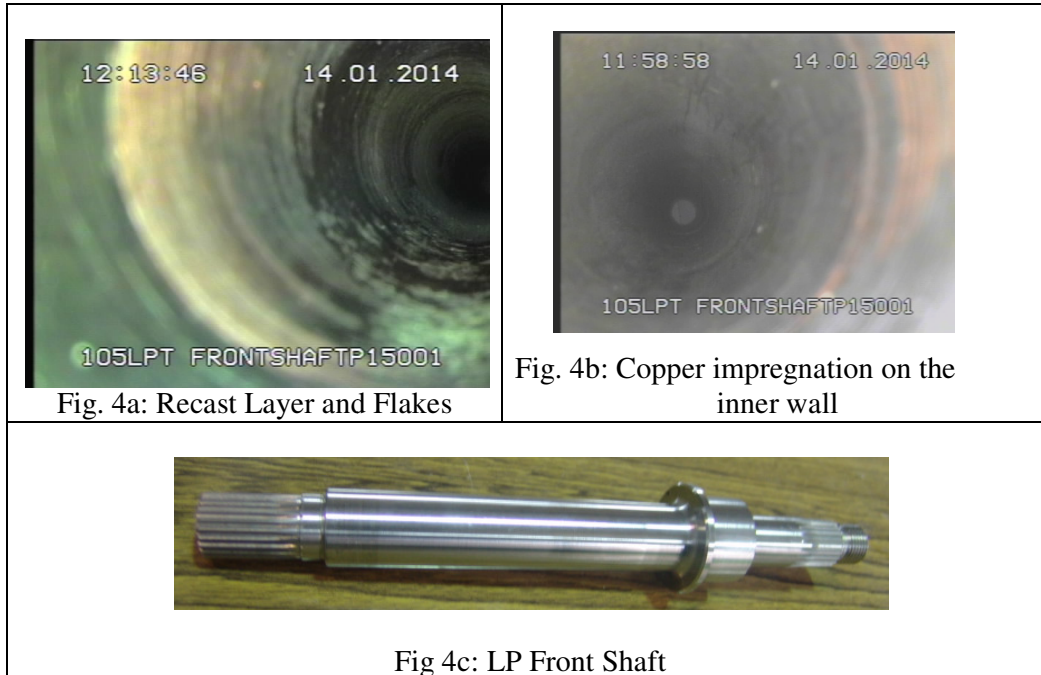 12:13:46 14.01.2014
105LPT FRONTSHAFTP15001
Fig. 4a: Recast Layer and Flakes
11:58:58 14.01.2014
105LPT FRONTSHAFTP15001
Fig. 4b: Copper impregnation on the
inner wall
Fig 4c: LP Front Shaft